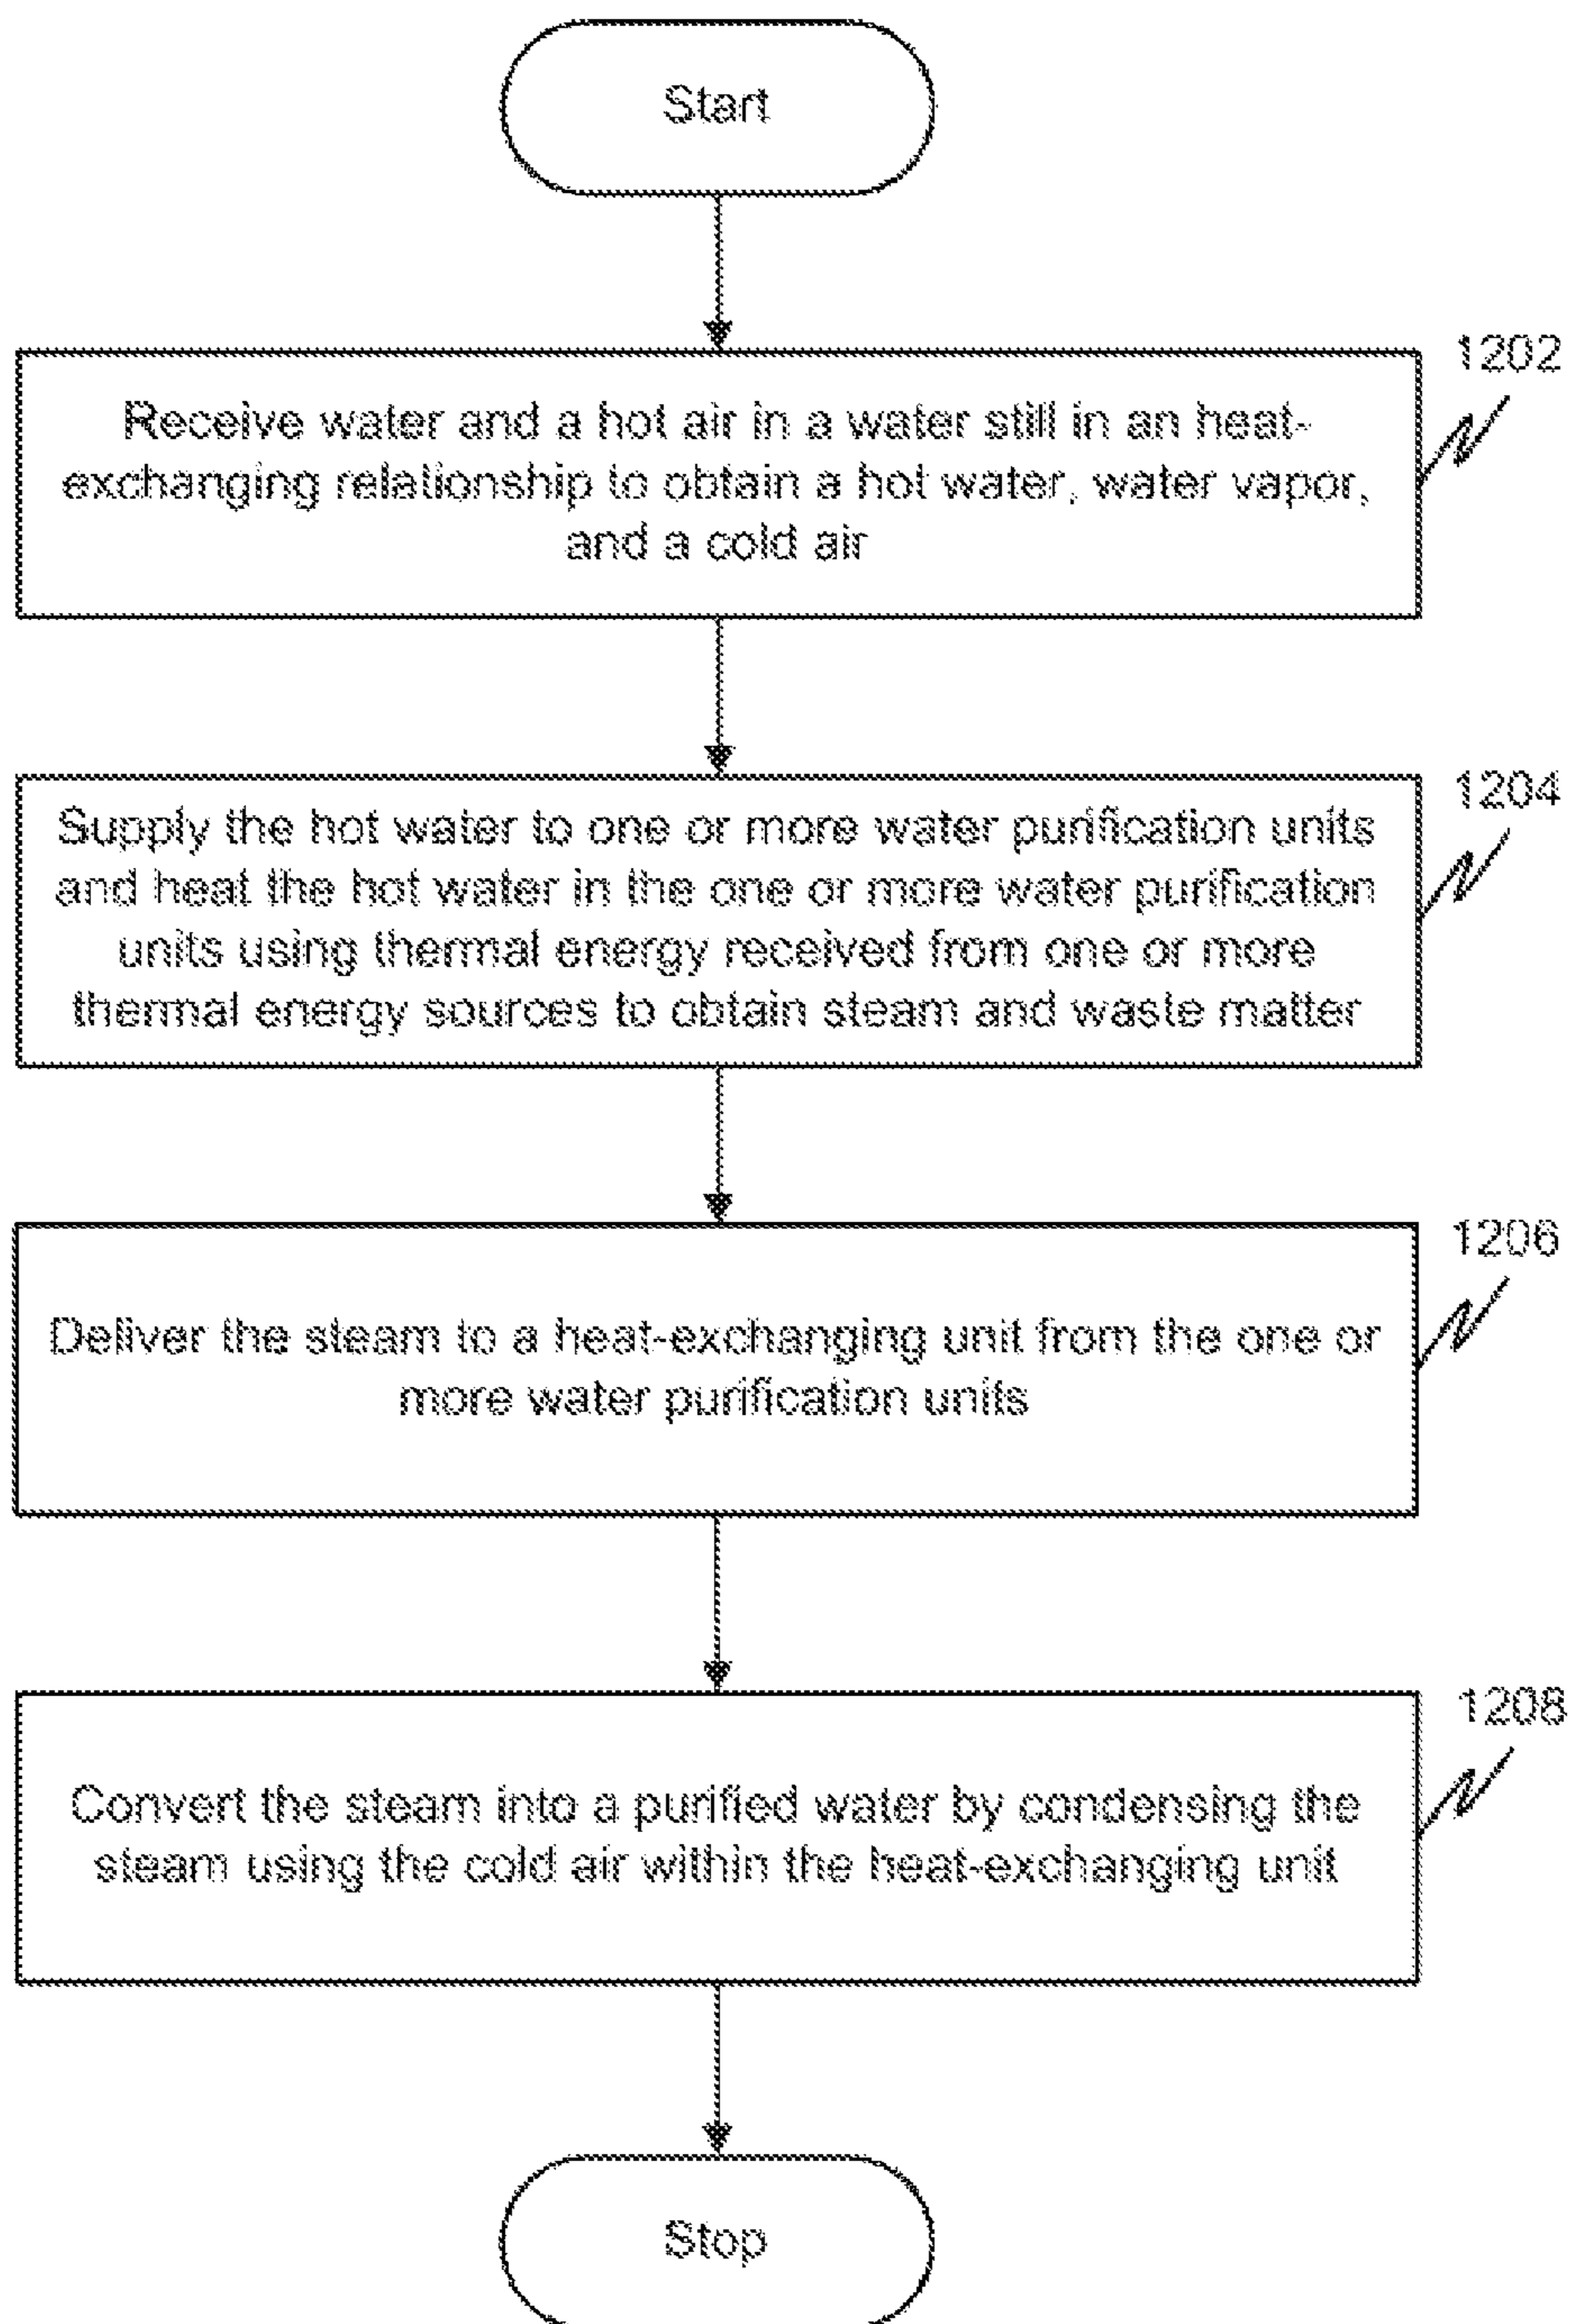 Start
1202
Receive water and a hot air in a water still in an heat-
exchanging relationship to obtain a hot water, water vapor,
and a cold air
1204
Supply the hot water to one or more water purification units
and heat the hot water in the one or more water purification
units using thermal energy received from one or more
thermal energy sources to obtain steam and waste matter
1206
Deliver the steam to a heat-exchanging unit from the one or
more water purification units
1208
Convert the steam into a purified water by condensing the
steam using the cold air within the heat-exchanging unit
Stop